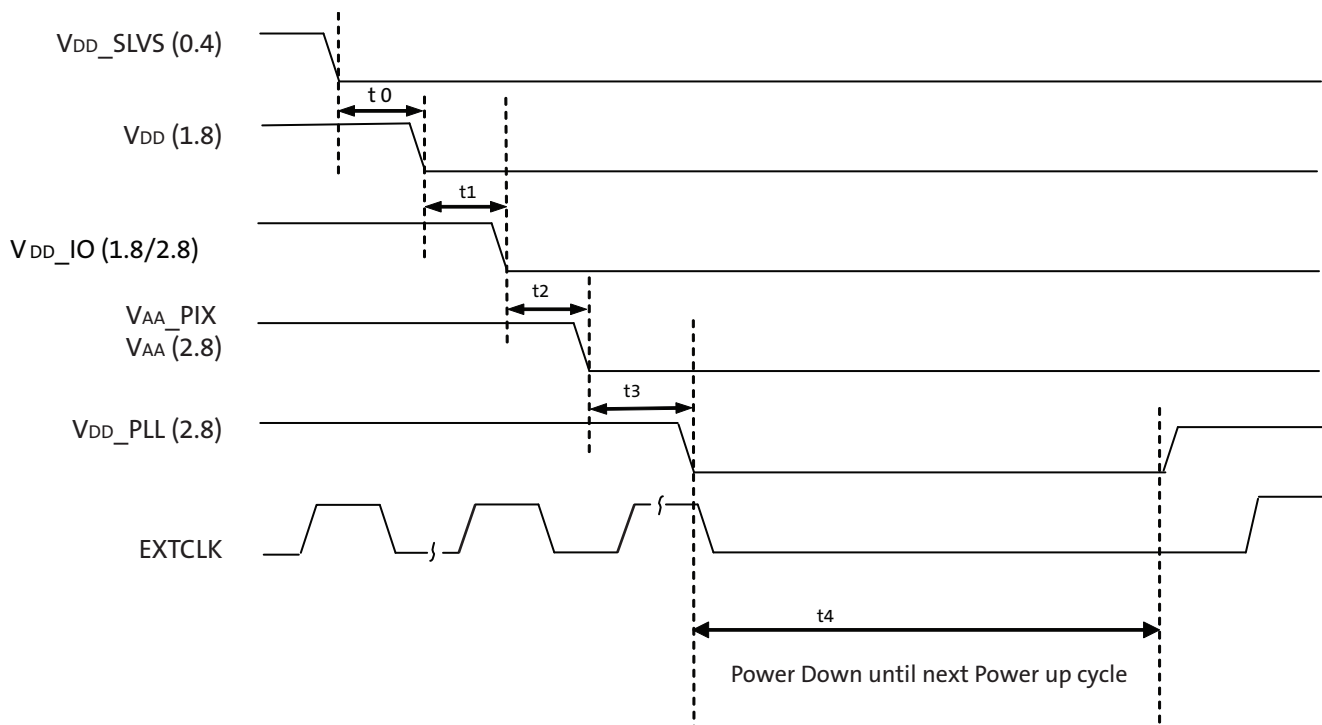 VDD_SLVS (0.4)
t 0
VDD (1.8)
t1
VDD_IO (1.8/2.8)
t2
VAA_PIX
VAA (2.8)
t3
VDD_PLL (2.8)
EXTCLK
t4
Power Down until next Power up cycle